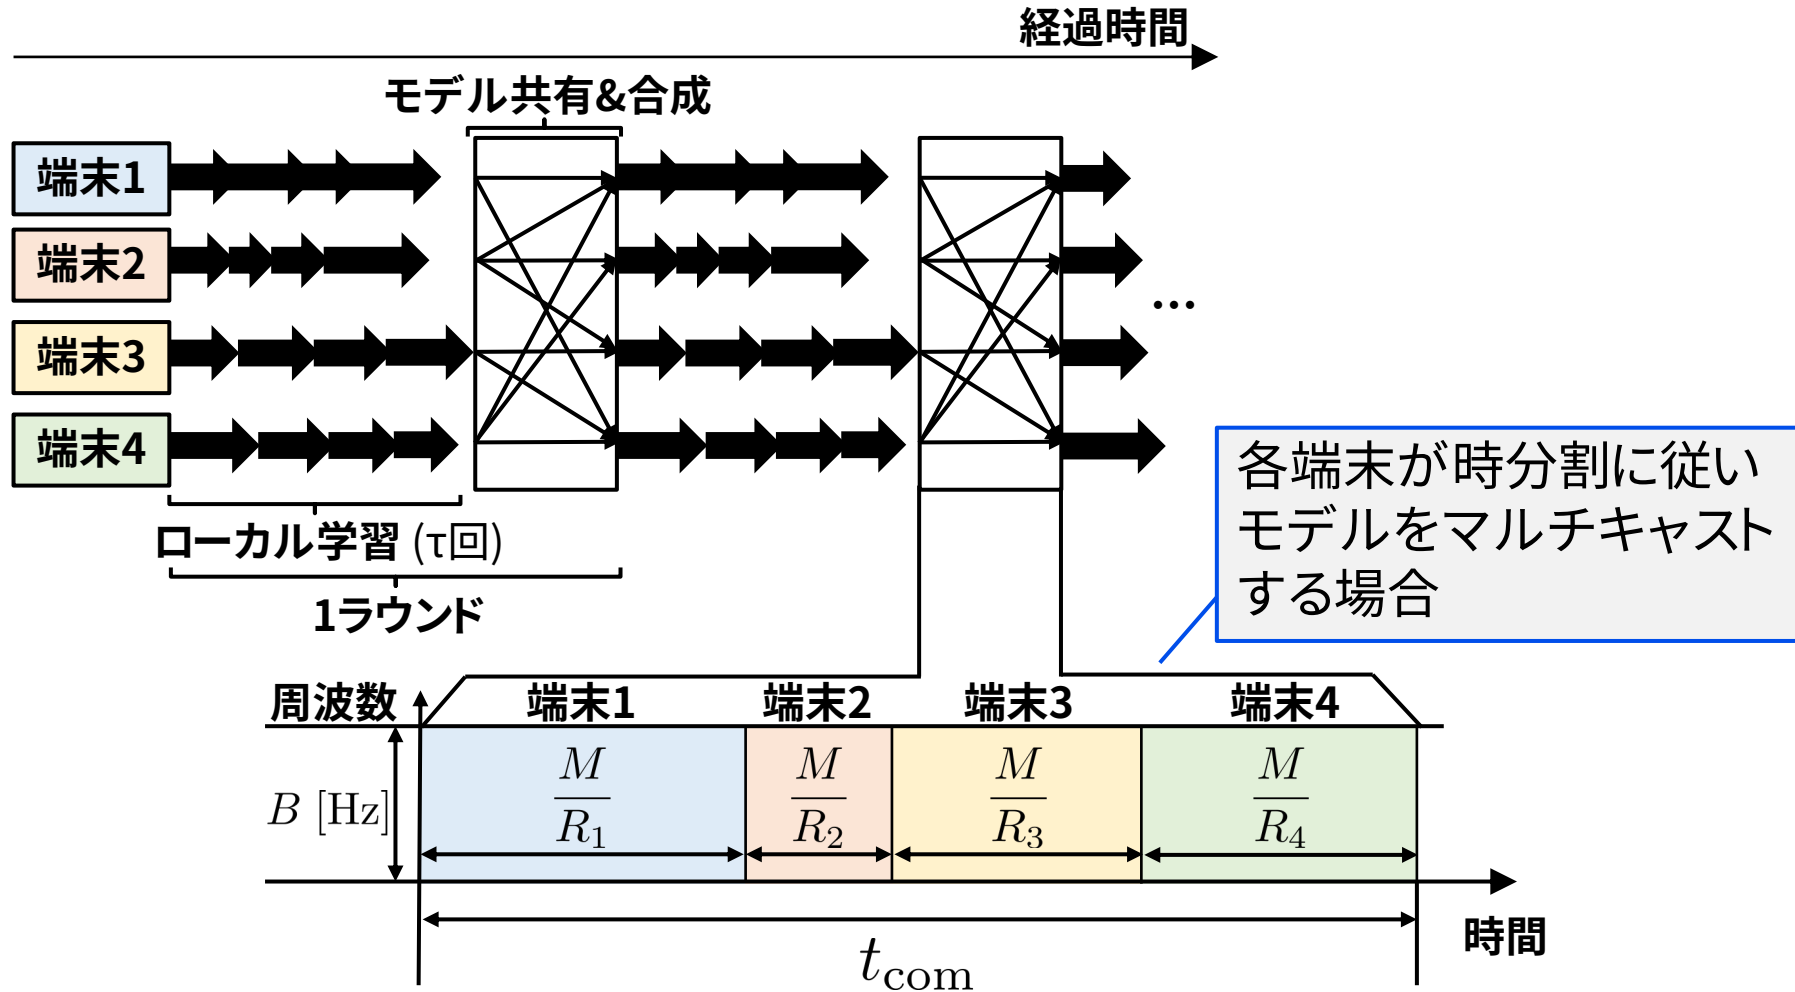 経過時間
モデル共有&合成
端末1
端末2
端末3
端末4
...
ローカル学習 (τ回)
1ラウンド
各端末が時分割に従い
モデルをマルチキャスト
する場合
周波数
端末1
端末2
端末3
端末4
B [Hz]
M
R1
M
R2
M
R3
M
R4
時間
tcom